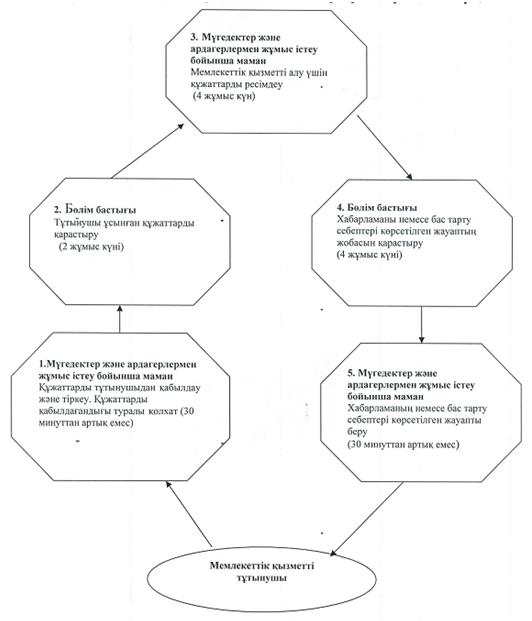 3. Мүгедектер және
ардагерлермен жұмыс істеу
бойынша маман
Мемлекеттік қызметті алу үшін
құжаттарды ресімдеу
(4 жұмыс күн)
2. Бөлім бастығы
Тұтынушы ұсынған құжаттарды
қарастыру
(2 жұмыс күні)
4. Бөлім бастығы
Хабарламаны немесе бас тарту
себептері көрсетілген жауаптың
жобасын қарастыру
(4 жұмыс күні)
1.Мүгедектер және ардагерлермен
жұмыс істеу бойынша маман
Құжаттарды тұтынушыдан қабылдау
және тіркеу. Құжаттарды
қабылдағандығы туралы қолхат (30
минуттан артық емес)
5. Мүгедектер және
ардагерлермен жұмыс істеу
бойынша маман
Хабарламаның немесе бас тарту
себептері көрсетілген жауапты
беру
(30 минуттан артық емес)
Мемлекеттік қызметті
тұтынушы